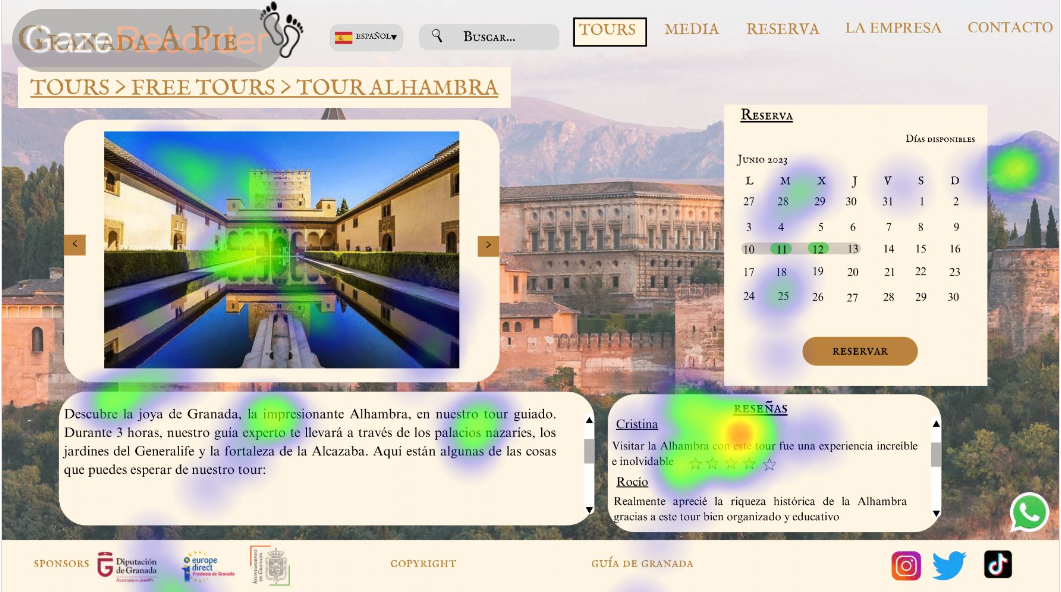 Granada A Pie
GazeRecorder
ESPAÑOL▼
Buscar...
TOURS
MEDIA
RESERVA
LA EMPRESA
CONTACTO
TOURS > FREE TOURS > TOUR ALHAMBRA
<
>
Reserva
Días disponibles
Junio 2023
L M X J V S D
27 28 29 30 31 1 2
3 4 5 6 7 8 9
10 11 12 13 14 15 16
17 18 19 20 21 22 23
24 25 26 27 28 29 30
RESERVAR
Descubre la joya de Granada, la impresionante Alhambra, en nuestro tour guiado.
Durante 3 horas, nuestro guía experto te llevará a través de los palacios nazaríes, los
jardines del Generalife y la fortaleza de la Alcazaba. Aquí están algunas de las cosas
que puedes esperar de nuestro tour:
RESEÑAS
Cristina
Visitar la Alhambra con este tour fue una experiencia increíble
e inolvidable ☆☆☆☆☆
Rocío
Realmente aprecié la riqueza histórica de la Alhambra
gracias a este tour bien organizado y educativo
SPONSORS
Diputación
de Granada
europe
direct
Provincia de Granada
COPYRIGHT
GUÍA DE GRANADA